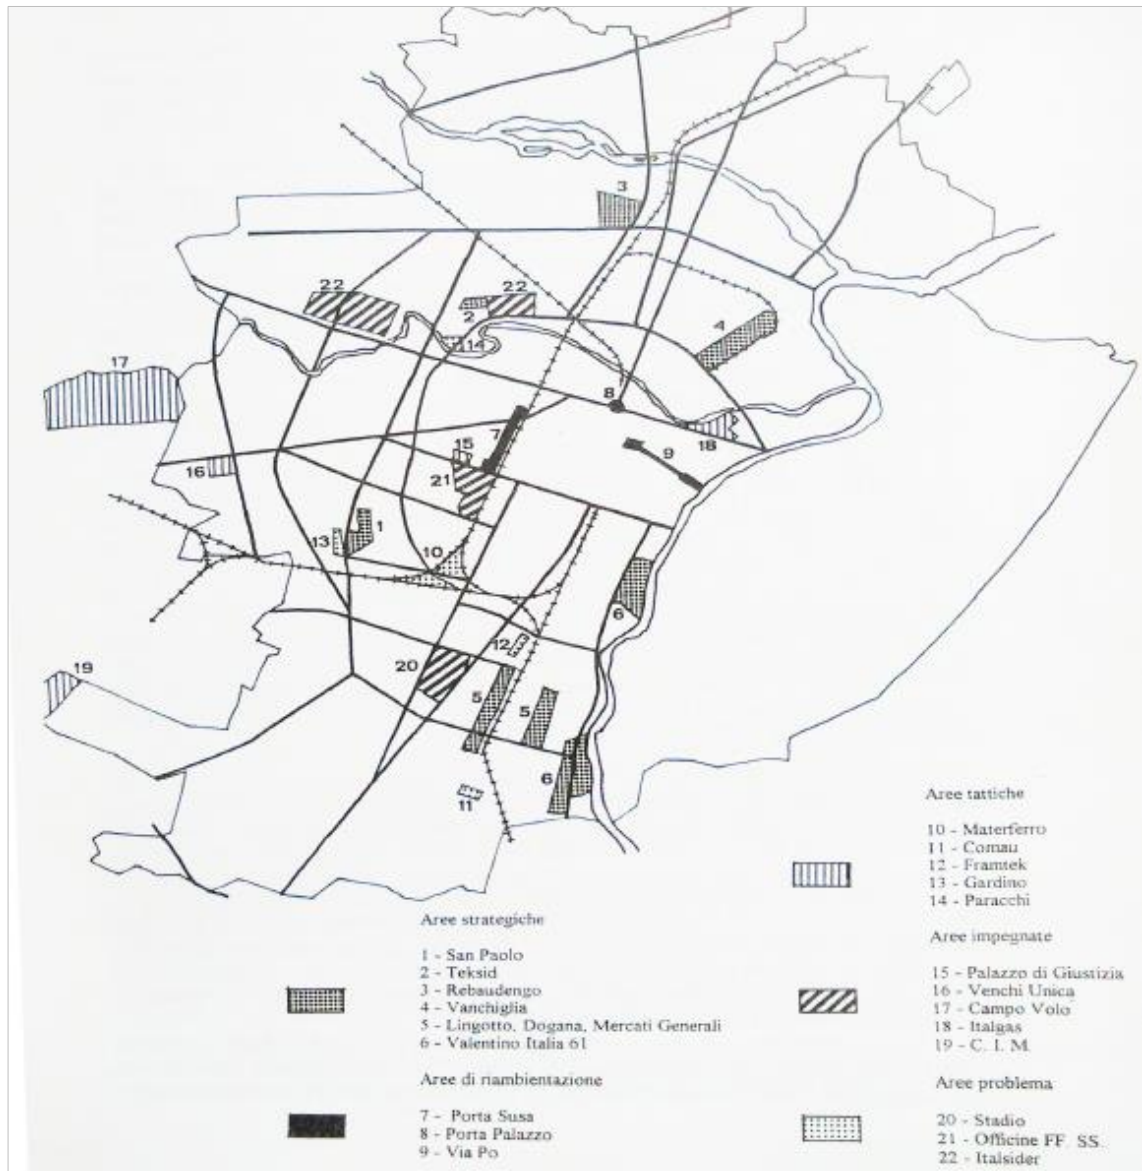 3
22
22
2
4
14
17
8
7
18
15
9
16
21
1
13
10
6
12
20
19
5
5
6
11
Aree tattiche
10 - Materferro
11 - Comau
12 - Framtek
13 - Gardino
14 - Paracchi
Aree strategiche
1 - San Paolo
2 - Teksid
3 - Rebaudengo
4 - Vanchiglia
5 - Lingotto, Dogana, Mercati Generali
6 - Valentino Italia 61
Aree impegnate
15 - Palazzo di Giustizia
16 - Venchi Unica
17 - Campo Volo
18 - Italgas
19 - C. I. M.
Aree di riambientazione
7 - Porta Susa
8 - Porta Palazzo
9 - Via Po
Aree problema
20 - Stadio
21 - Officine FF. SS.
22 - Italsider